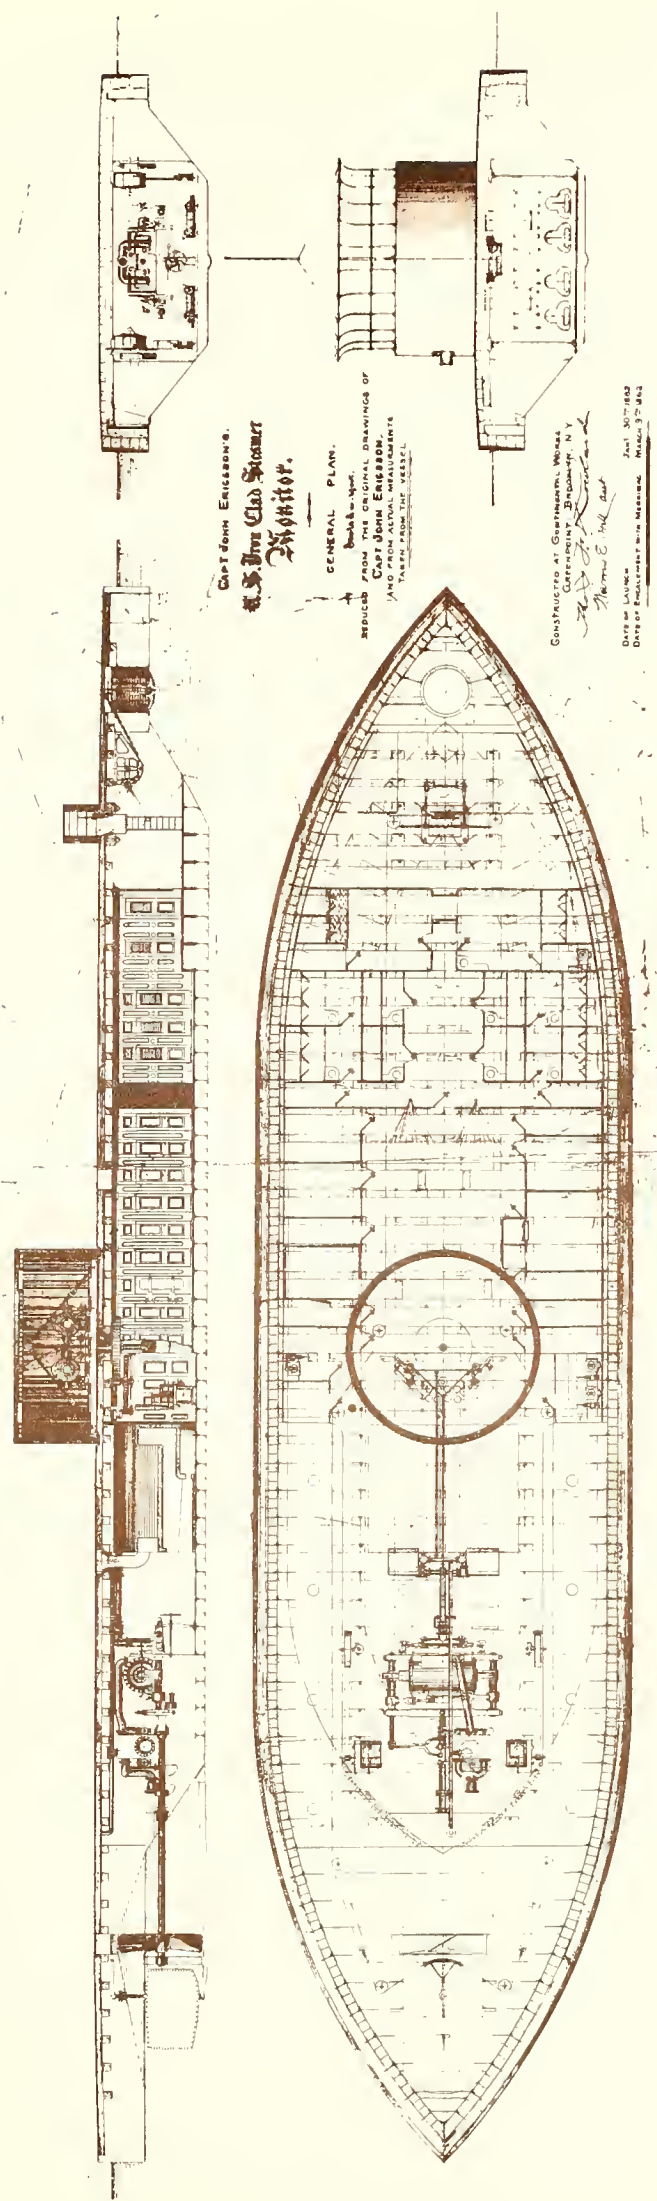 CAPT JOHN ERICSSON'S.
U.S. Iron Clad Steamer
Monitor.
GENERAL PLAN.
REDUCED FROM THE ORIGINAL DRAWINGS OF
CAPT JOHN ERICSSON.
AND FROM ACTUAL MEASUREMENTS
TAKEN FROM THE VESSEL
CONSTRUCTED AT CONTINENTAL WORKS
GREENPOINT, BROOKLYN, N.Y
DATE OF LAUNCH JANY 30TH 1862
DATE OF ENGAGEMENT WITH MERRIMAC MARCH 9TH 1862